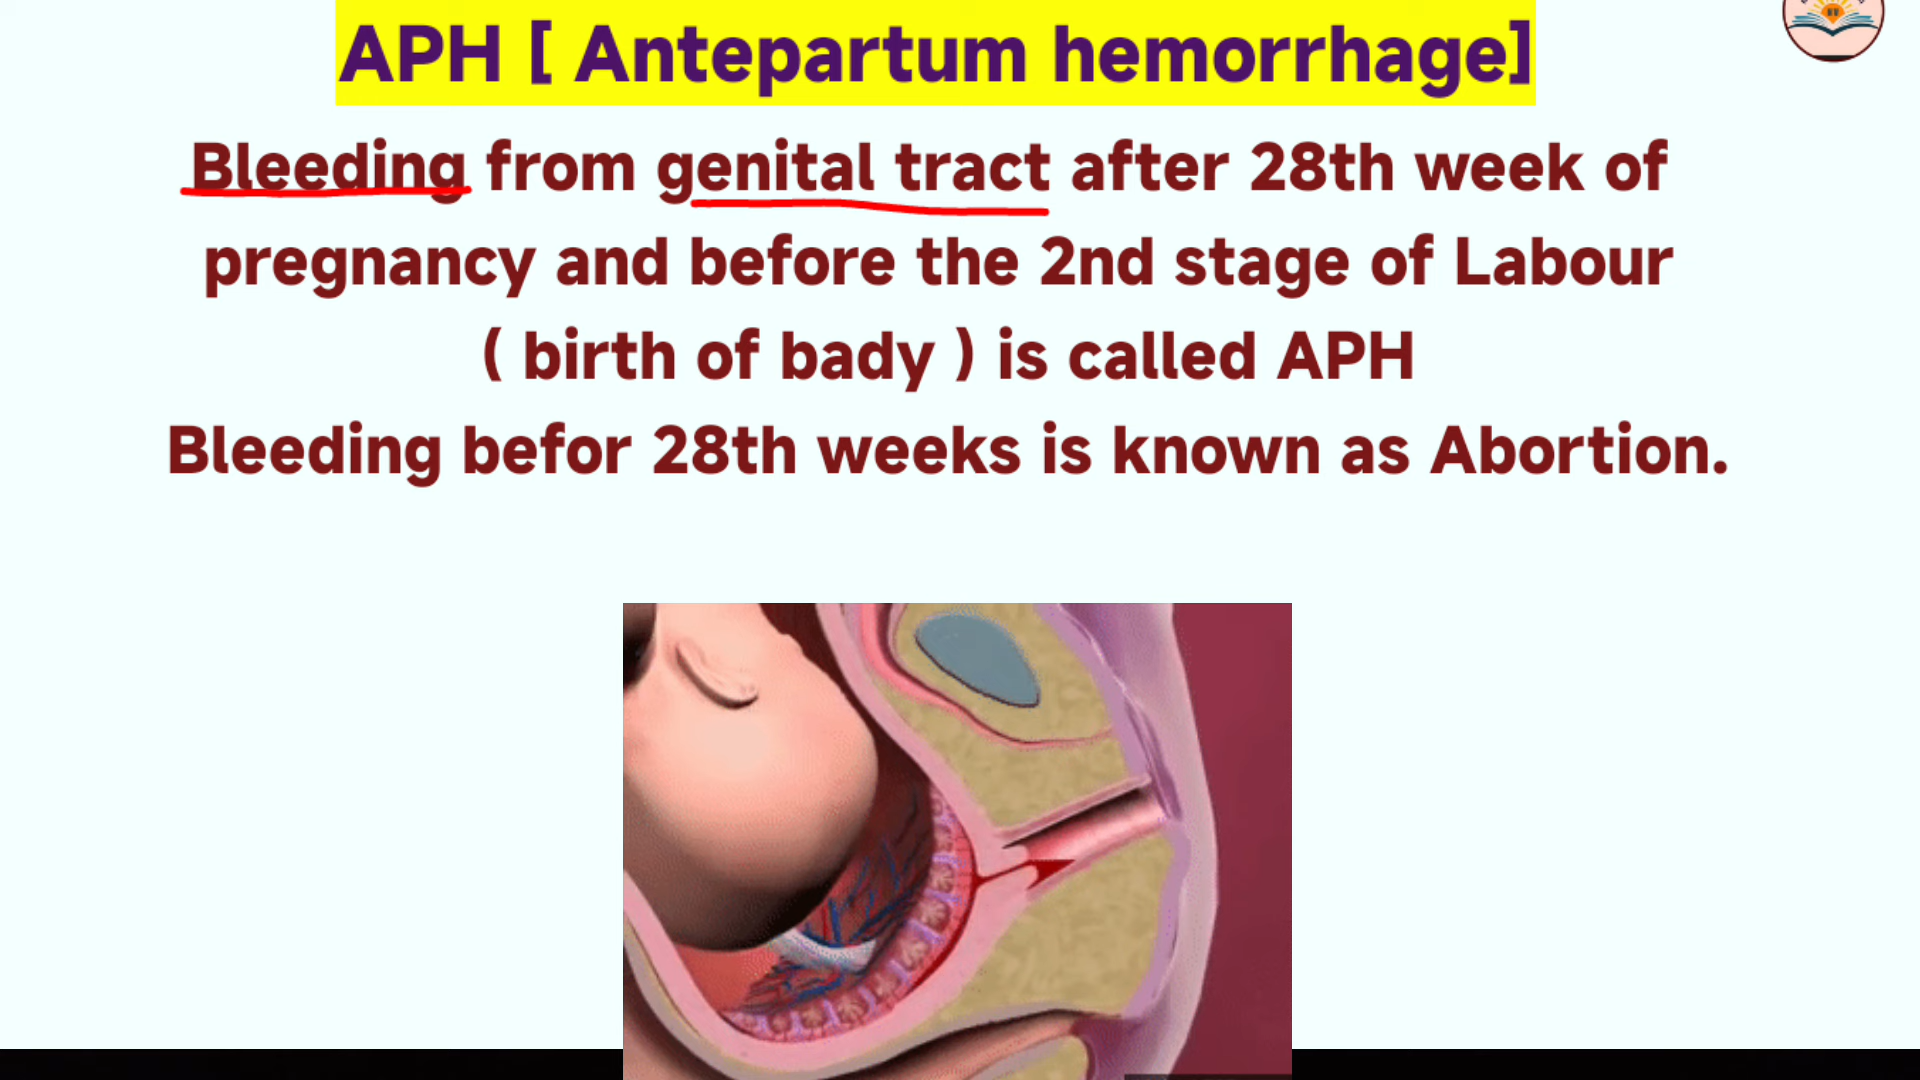 APH [ Antepartum hemorrhage]
Bleeding from genital tract after 28th week of
pregnancy and before the 2nd stage of Labour
( birth of bady ) is called APH
Bleeding befor 28th weeks is known as Abortion.